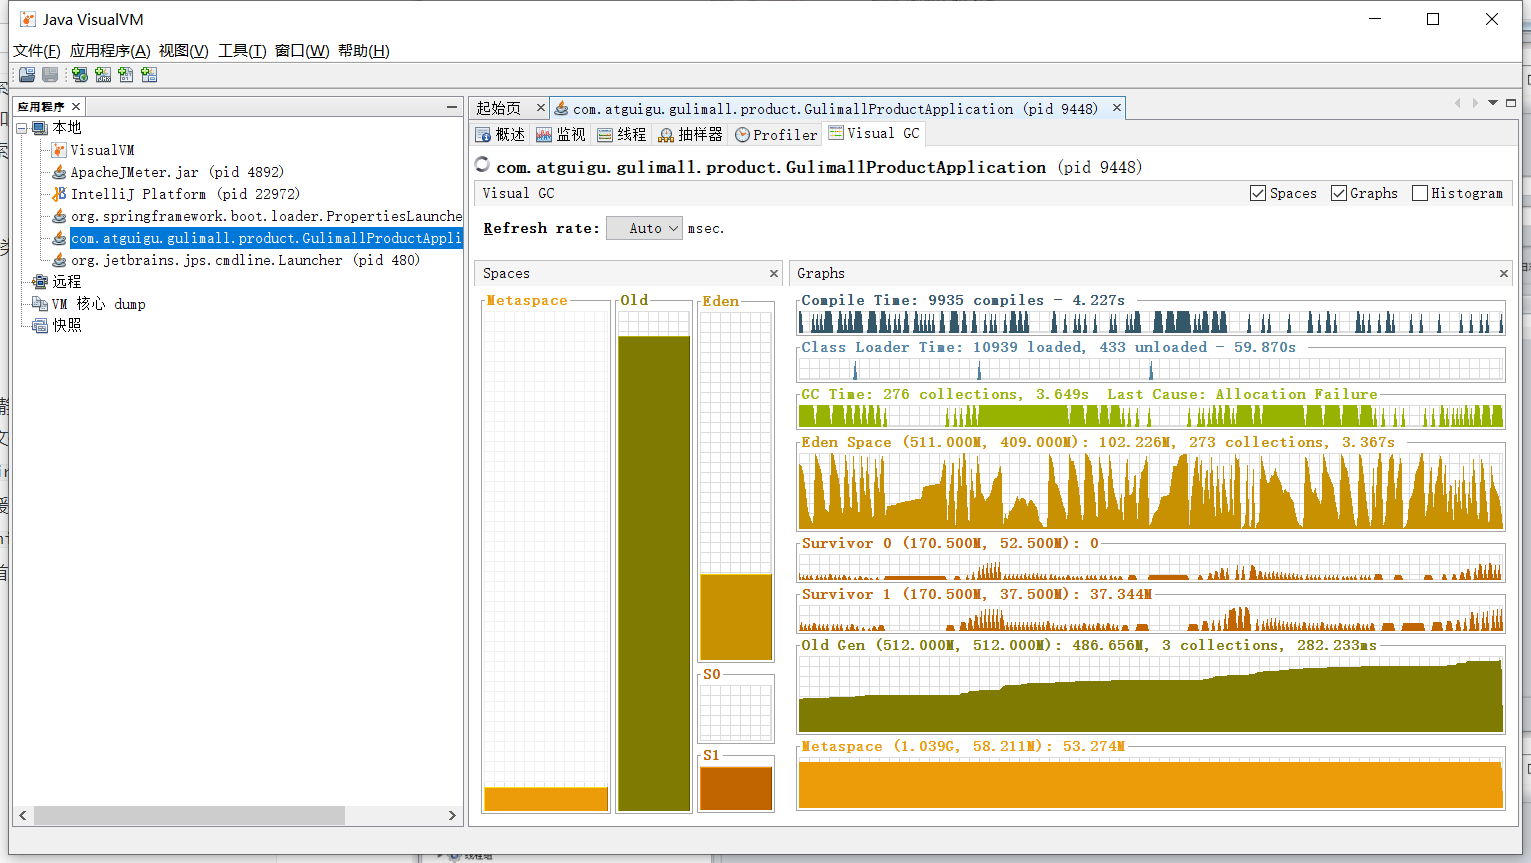 Java VisualVM
文件(F) 应用程序(A) 视图(V) 工具(T) 窗口(W) 帮助(H)
应用程序
本地
VisualVM
ApacheJMeter.jar (pid 4892)
IntelliJ Platform (pid 22972)
org.springframework.boot.loader.PropertiesLaunche
com.atguigu.gulimall.product.GulimallProductAppli
org.jetbrains.jps.cmdline.Launcher (pid 480)
远程
VM 核心 dump
快照
起始页 com.atguigu.gulimall.product.GulimallProductApplication (pid 9448)
概述 监视 线程 抽样器 Profiler Visual GC
com.atguigu.gulimall.product.GulimallProductApplication (pid 9448)
Visual GC Spaces Graphs Histogram
Refresh rate: Auto msec.
Spaces
Metaspace Old Eden
S0
S1
Graphs
Compile Time: 9935 compiles - 4.227s
Class Loader Time: 10939 loaded, 433 unloaded - 59.870s
GC Time: 276 collections, 3.649s Last Cause: Allocation Failure
Eden Space (511.000M, 409.000M): 102.226M, 273 collections, 3.367s
Survivor 0 (170.500M, 52.500M): 0
Survivor 1 (170.500M, 37.500M): 37.344M
Old Gen (512.000M, 512.000M): 486.656M, 3 collections, 282.233ms
Metaspace (1.039G, 58.211M): 53.274M
线程组